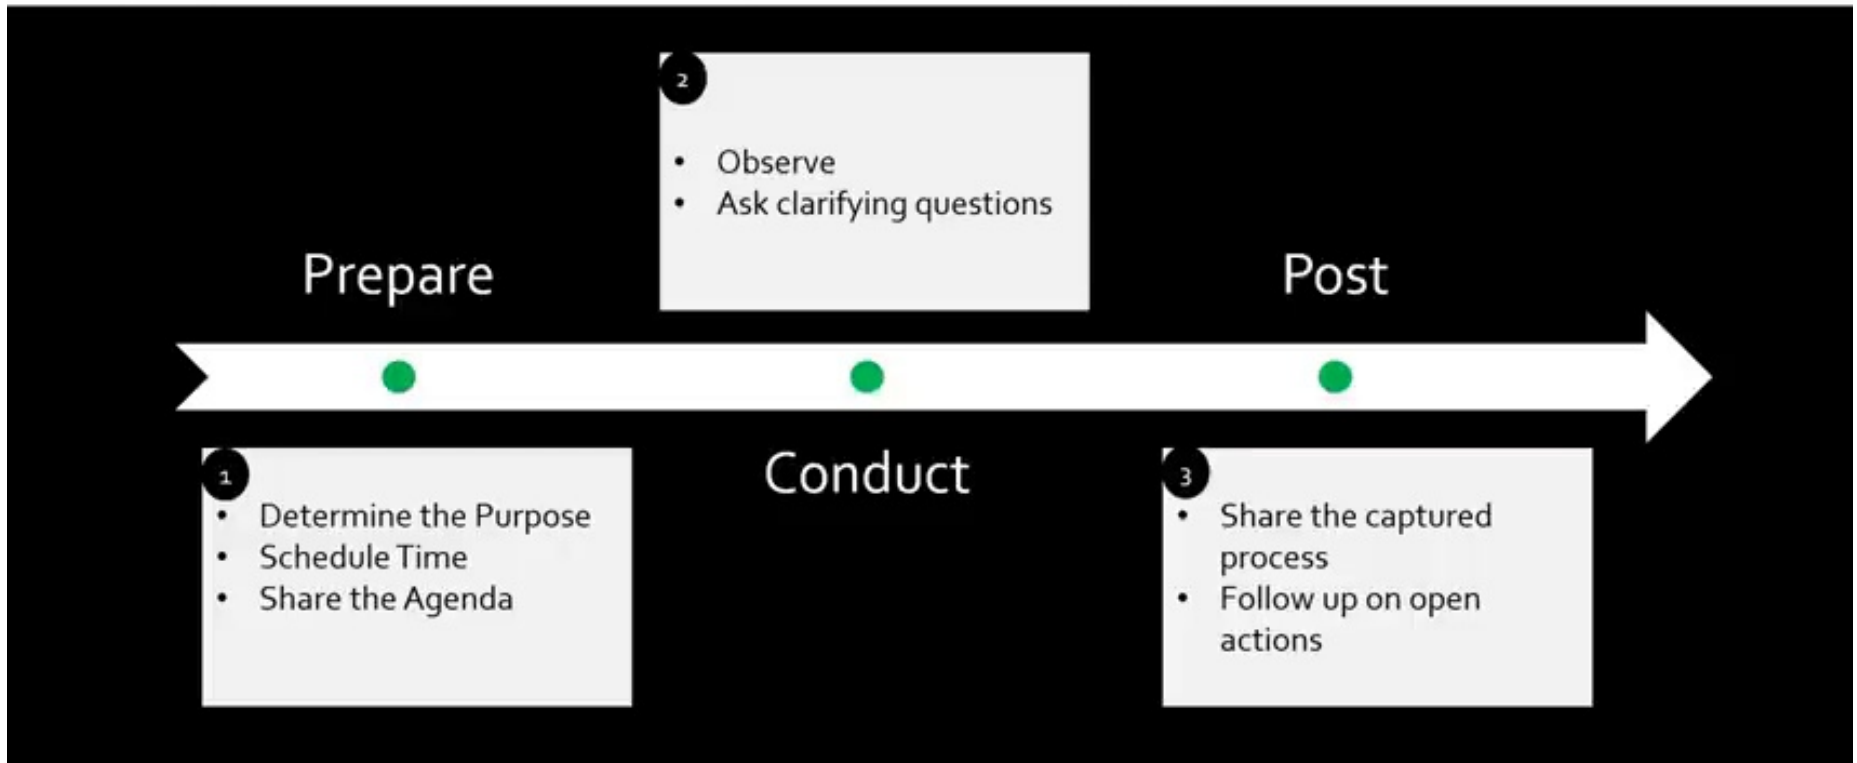 Prepare
1
• Determine the Purpose
• Schedule Time
• Share the Agenda
2
• Observe
• Ask clarifying questions
Conduct
Post
3
• Share the captured
process
• Follow up on open
actions